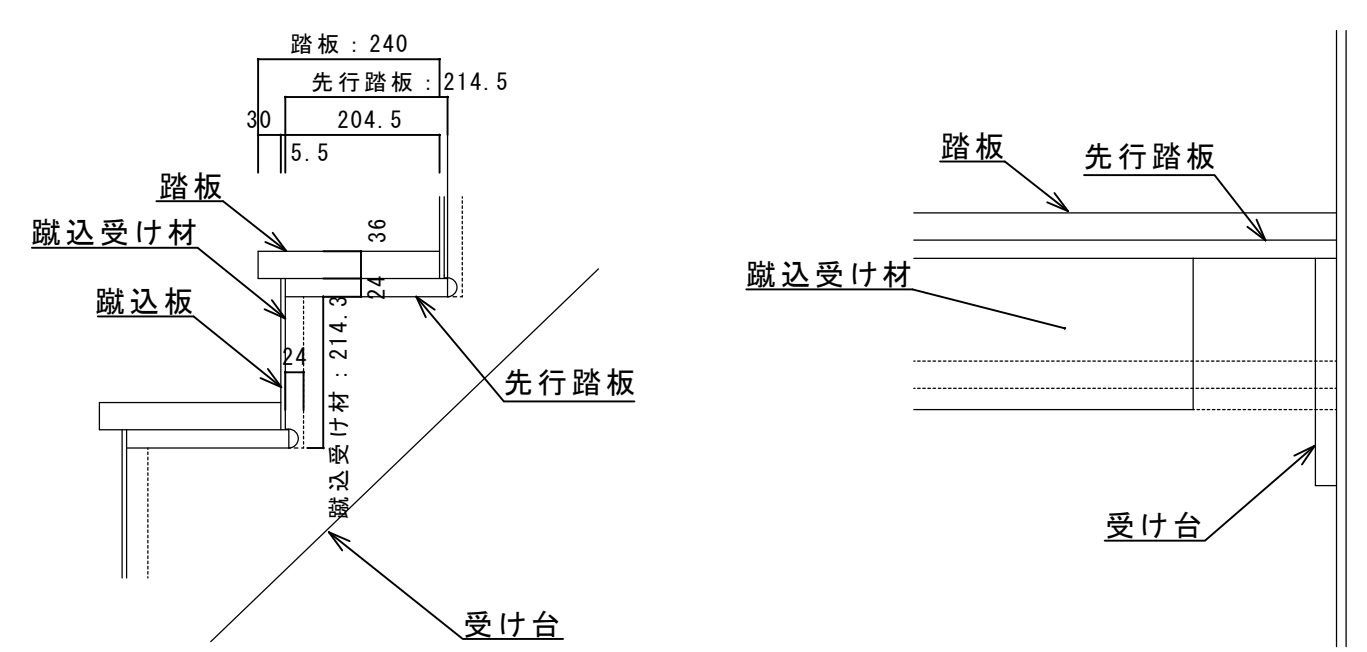 踏板：240
先行踏板：214.5
30
204.5
5.5
踏板
蹴込受け材
蹴込板
36
24
蹴込受け材：214.3
24
先行踏板
受け台
踏板
先行踏板
蹴込受け材
受け台